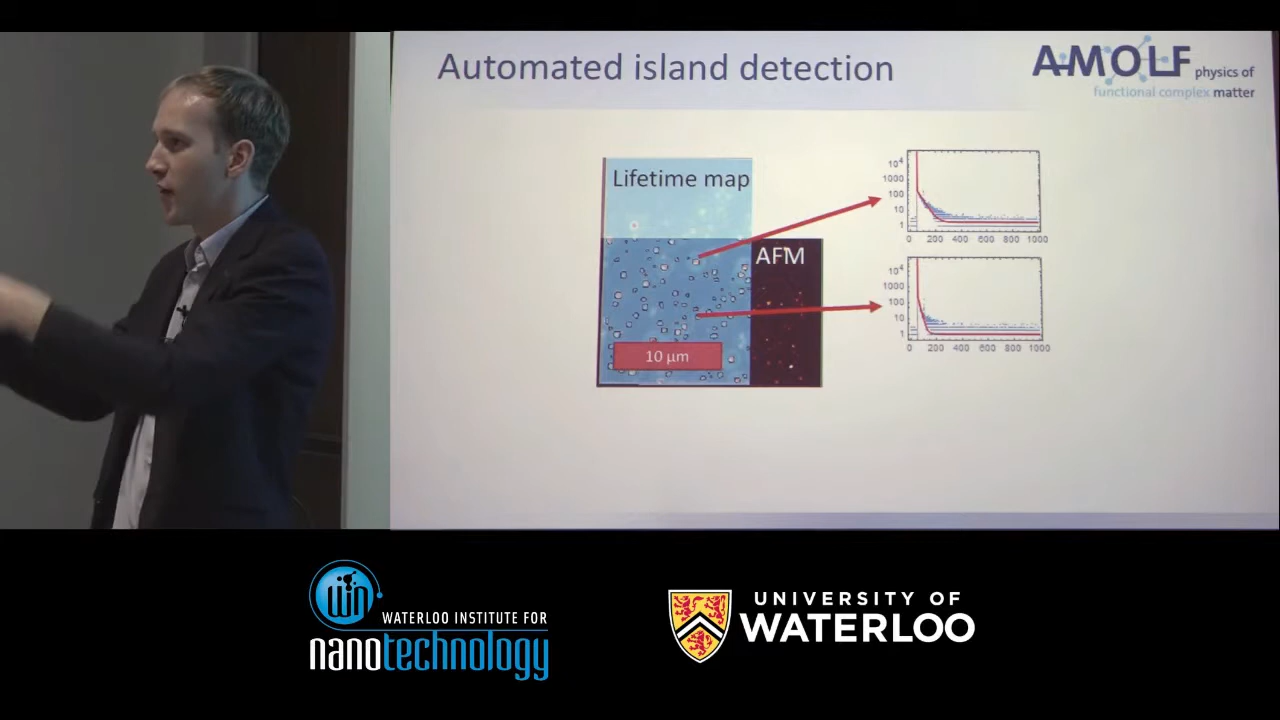 Automated island detection
A-MOLF physics of
functional complex matter
Lifetime map
AFM
10 μm
10⁴
1000
100
10
1
0 200 400 600 800 1000
10⁴
1000
100
10
1
0 200 400 600 800 1000
WIN
WATERLOO INSTITUTE FOR
nanotechnology
UNIVERSITY OF
WATERLOO